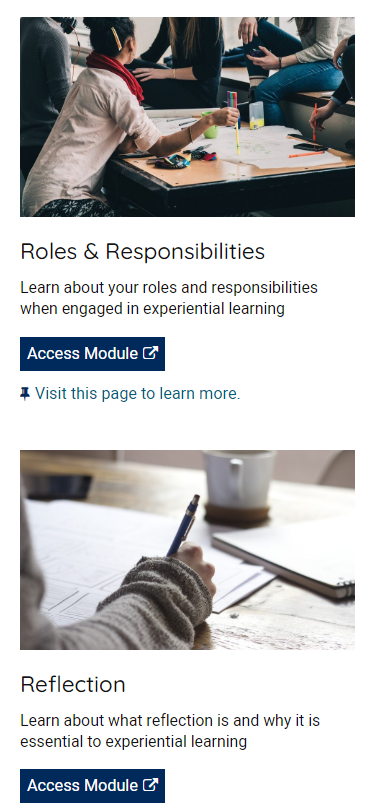 Roles & Responsibilities
Learn about your roles and responsibilities
when engaged in experiential learning
Access Module
Visit this page to learn more.
Reflection
Learn about what reflection is and why it is
essential to experiential learning
Access Module